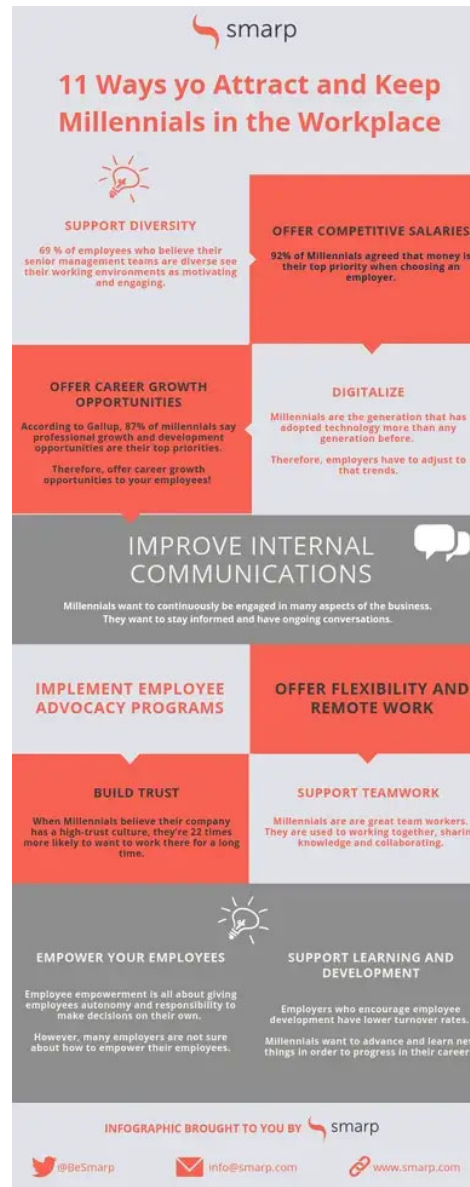 smarp
11 Ways yo Attract and Keep
Millennials in the Workplace
SUPPORT DIVERSITY
69 % of employees who believe their
senior management teams are diverse see
their working environments as motivating
and engaging.
OFFER COMPETITIVE SALARIES
92% of Millennials agreed that money is
their top priority when choosing an
employer.
OFFER CAREER GROWTH
OPPORTUNITIES
According to Gallup, 87% of millennials say
professional growth and development
opportunities are their top priorities.
Therefore, offer career growth
opportunities to your employees!
DIGITALIZE
Millennials are the generation that has
adopted technology more than any
generation before.
Therefore, employers have to adjust to
that trends.
IMPROVE INTERNAL
COMMUNICATIONS
Millennials want to continuously be engaged in many aspects of the business.
They want to stay informed and have ongoing conversations.
IMPLEMENT EMPLOYEE
ADVOCACY PROGRAMS
OFFER FLEXIBILITY AND
REMOTE WORK
BUILD TRUST
When Millennials believe their company
has a high-trust culture, they're 22 times
more likely to want to work there for a long
time.
SUPPORT TEAMWORK
Millennials are are great team workers.
They are used to working together, sharin
knowledge and collaborating.
EMPOWER YOUR EMPLOYEES
Employee empowerment is all about giving
employees autonomy and responsibility to
make decisions on their own.
However, many employers are not sure
about how to empower their employees.
SUPPORT LEARNING AND
DEVELOPMENT
Employers who encourage employee
development have lower turnover rates.
Millennials want to advance and learn new
things in order to progress in their career
INFOGRAPHIC BROUGHT TO YOU BY smarp
@BeSmarp info@smarp.com www.smarp.com